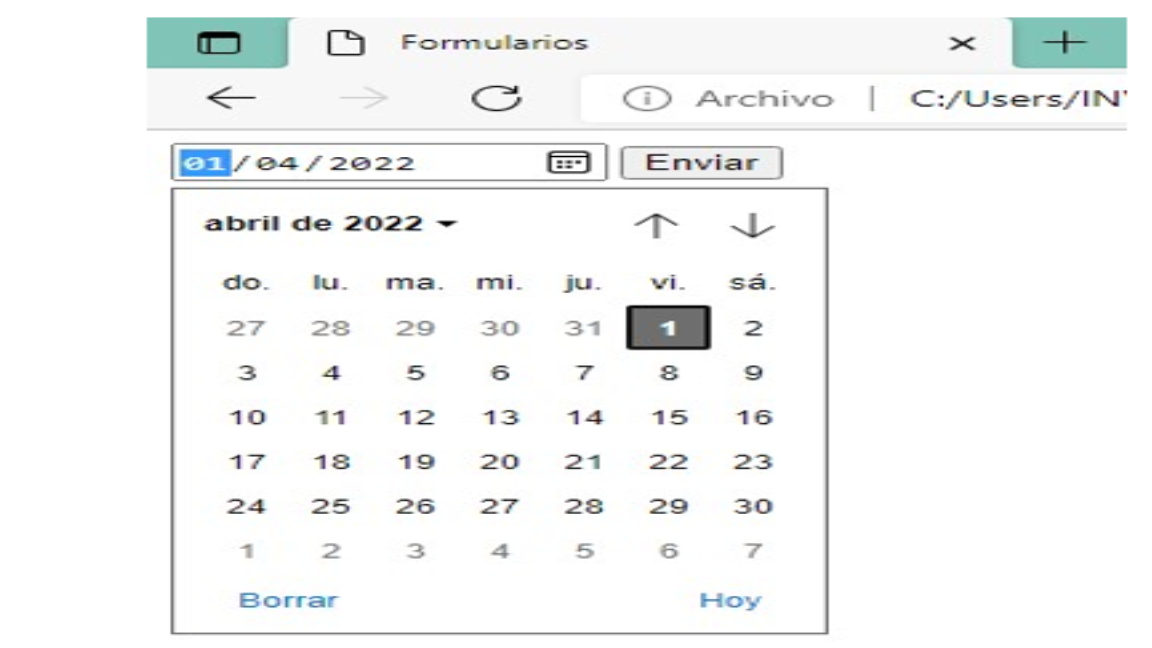 Formularios
Archivo | C:/Users/IN
01/04/2022 Enviar
abril de 2022
do. lu. ma. mi. ju. vi. sá.
27 28 29 30 31 1 2
3 4 5 6 7 8 9
10 11 12 13 14 15 16
17 18 19 20 21 22 23
24 25 26 27 28 29 30
1 2 3 4 5 6 7
Borrar Hoy